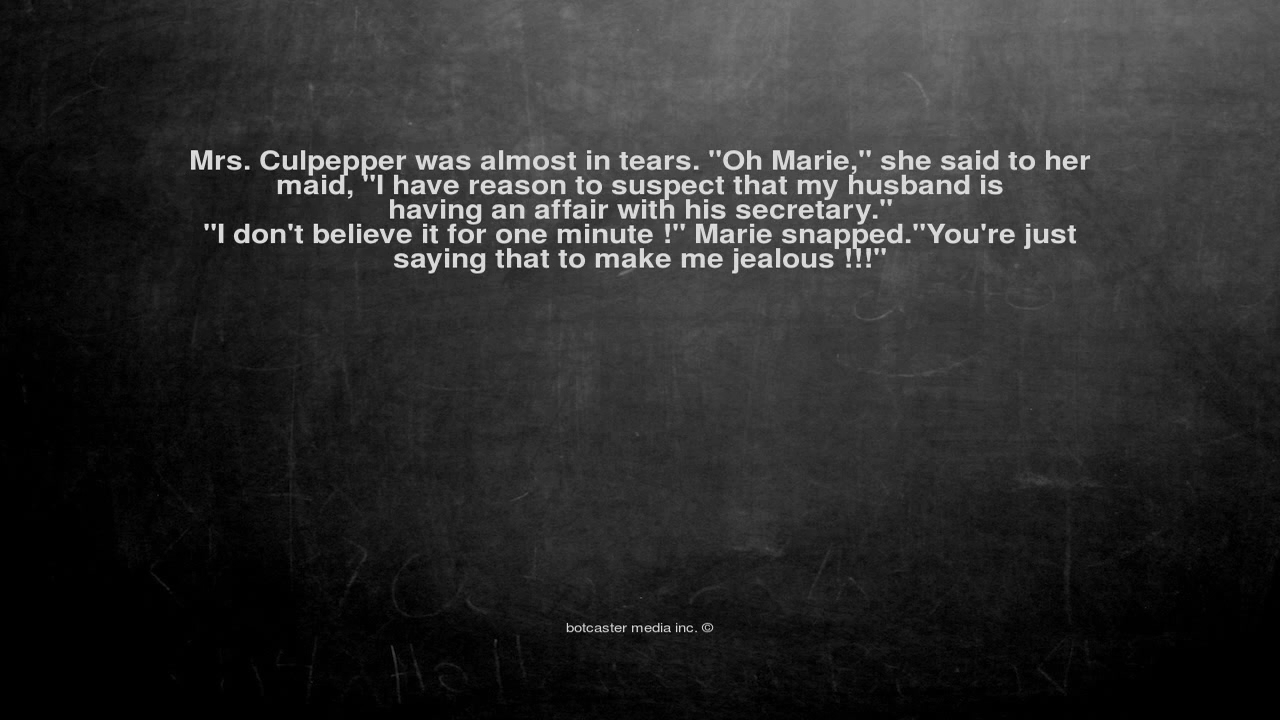 Mrs. Culpepper was almost in tears. "Oh Marie," she said to her
maid, "I have reason to suspect that my husband is
having an affair with his secretary."
"I don't believe it for one minute !" Marie snapped."You're just
saying that to make me jealous !!!"
botcaster media inc. ©